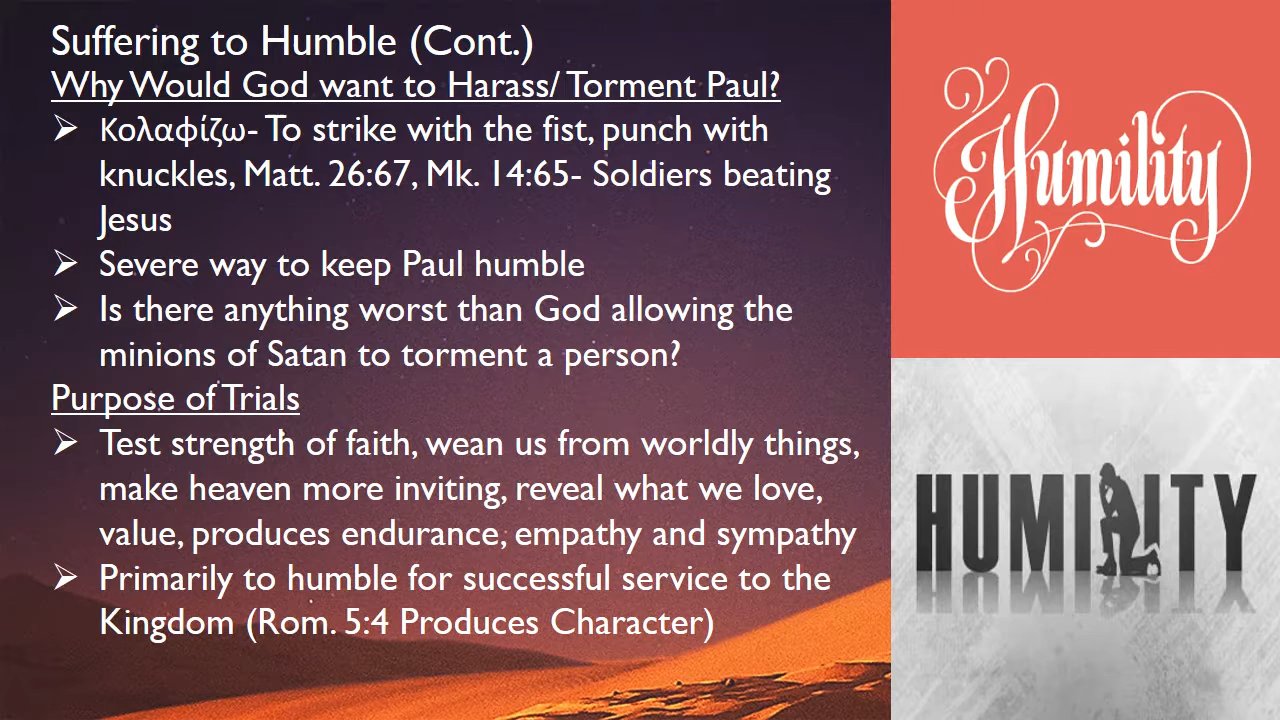 Suffering to Humble (Cont.)
Why Would God want to Harass/ Torment Paul?
➢ Κολαφίζω- To strike with the fist, punch with
knuckles, Matt. 26:67, Mk. 14:65- Soldiers beating
Jesus
➢ Severe way to keep Paul humble
➢ Is there anything worst than God allowing the
minions of Satan to torment a person?
Purpose of Trials
➢ Test strength of faith, wean us from worldly things,
make heaven more inviting, reveal what we love,
value, produces endurance, empathy and sympathy
➢ Primarily to humble for successful service to the
Kingdom (Rom. 5:4 Produces Character)
Humility
HUMILITY